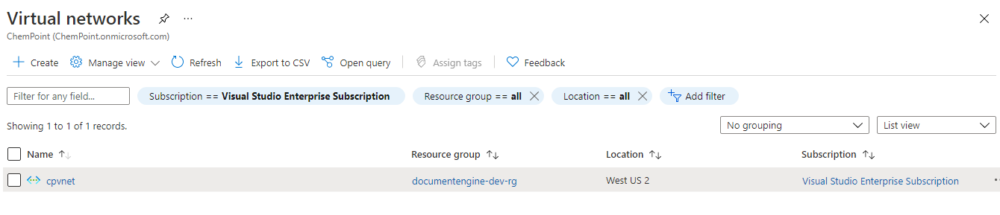 Virtual networks
ChemPoint (ChemPoint.onmicrosoft.com)
Create Manage view Refresh Export to CSV Open query Assign tags Feedback
Filter for any field... Subscription == Visual Studio Enterprise Subscription Resource group == all Location == all Add filter
Showing 1 to 1 of 1 records. No grouping List view
Name Resource group Location Subscription
cpvnet documentengine-dev-rg West US 2 Visual Studio Enterprise Subscription